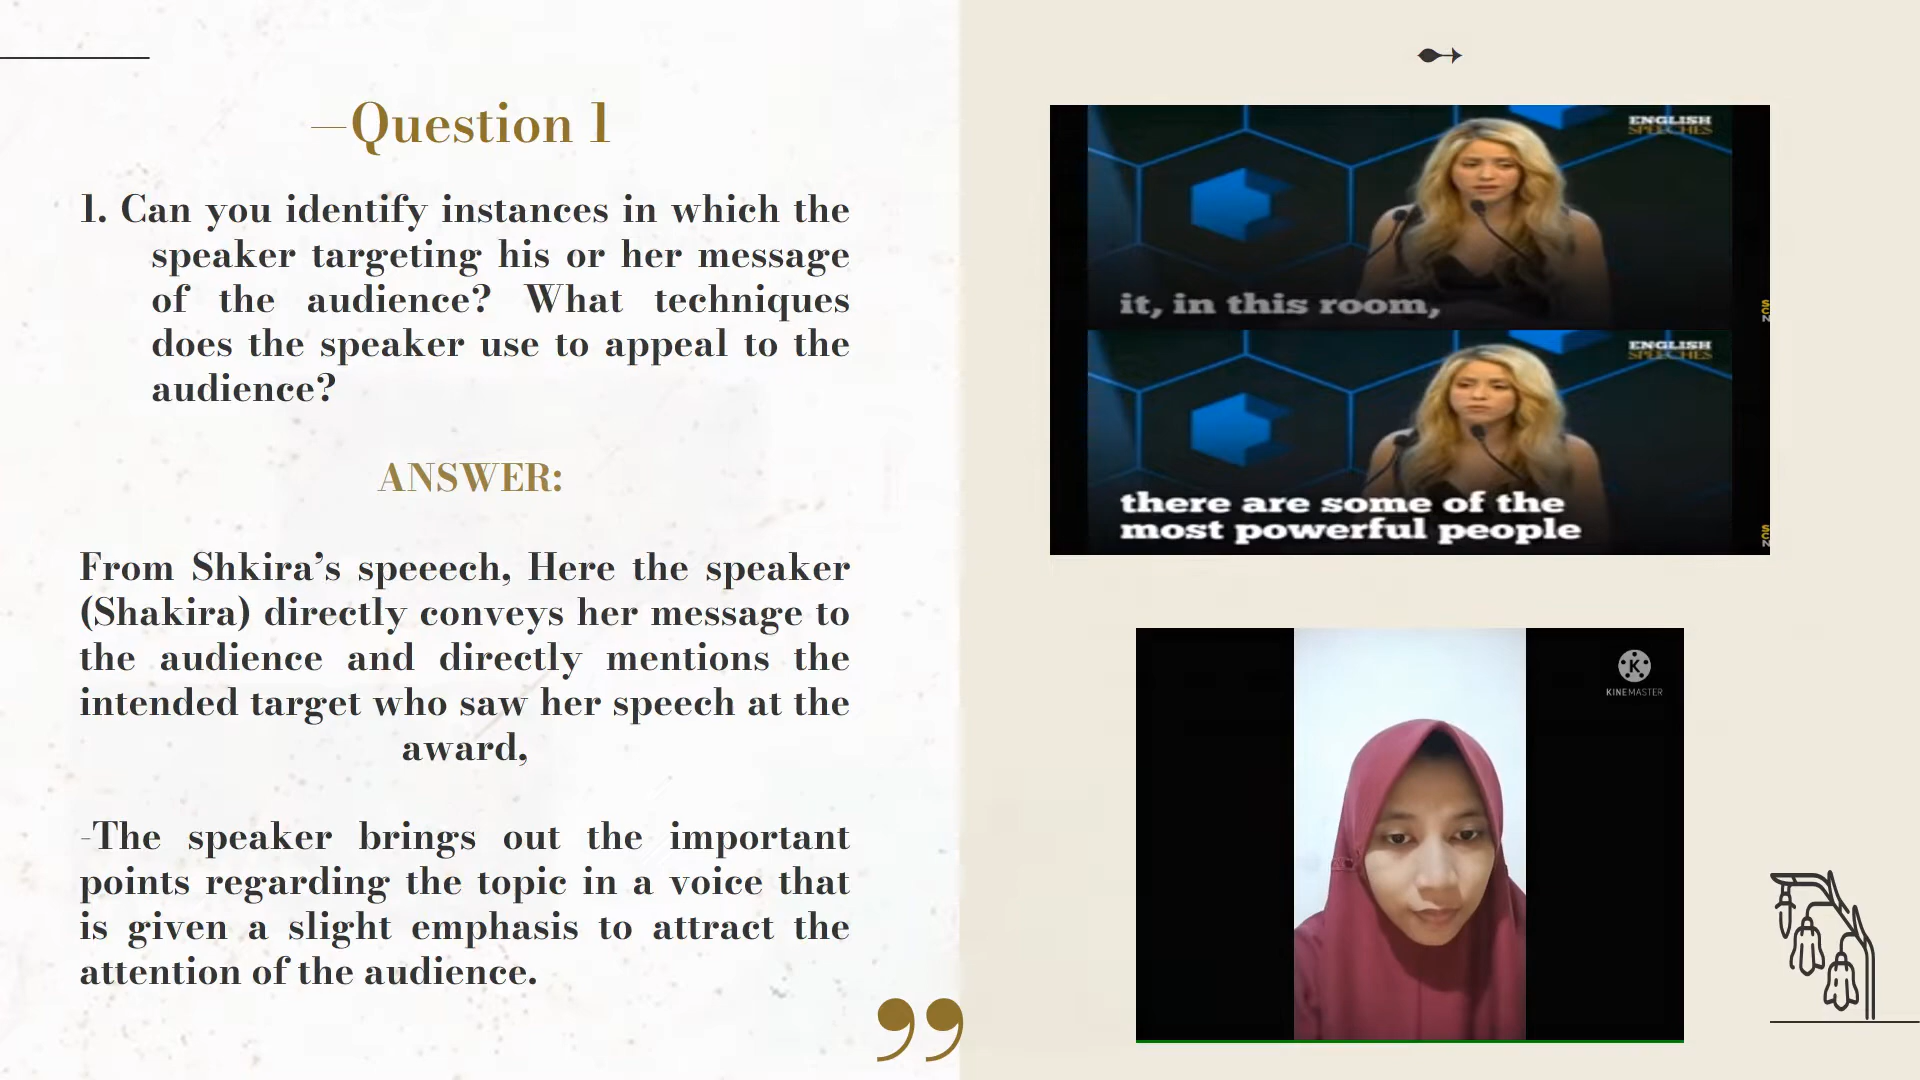 —Question 1
1. Can you identify instances in which the
speaker targeting his or her message
of the audience? What techniques
does the speaker use to appeal to the
audience?
ANSWER:
From Shkira’s speeech, Here the speaker
(Shakira) directly conveys her message to
the audience and directly mentions the
intended target who saw her speech at the
award,
-The speaker brings out the important
points regarding the topic in a voice that
is given a slight emphasis to attract the
attention of the audience.
”
ENGLISH
SPEECHES
it, in this room,
ENGLISH
SPEECHES
there are some of the
most powerful people
K
KINEMASTER